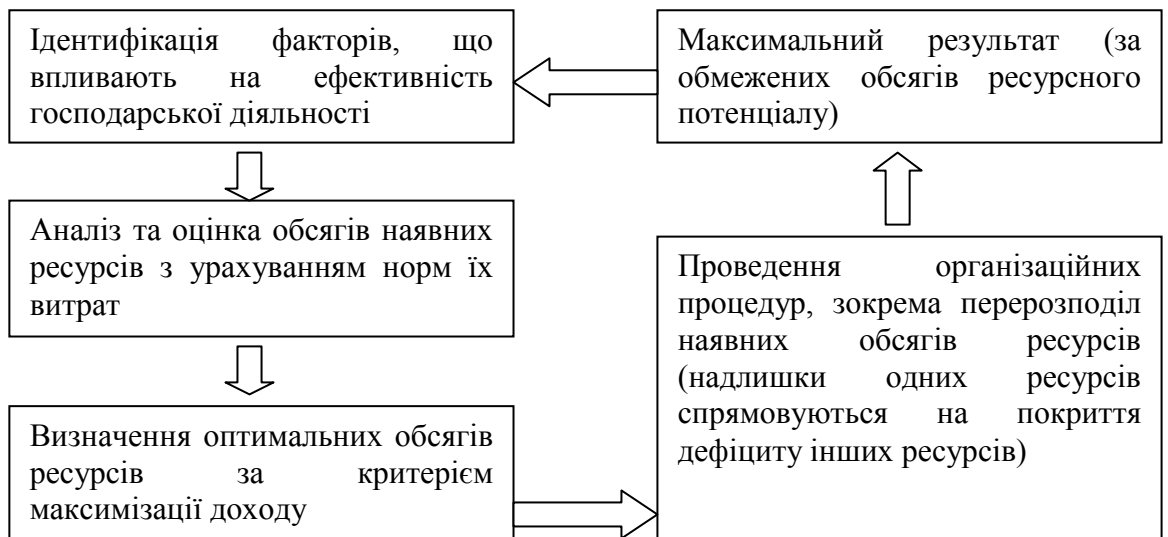 Ідентифікація факторів, що
впливають на ефективність
господарської діяльності
Аналіз та оцінка обсягів наявних
ресурсів з урахуванням норм їх
витрат
Визначення оптимальних обсягів
ресурсів за критерієм
максимізації доходу
Проведення організаційних
процедур, зокрема перерозподіл
наявних обсягів ресурсів
(надлишки одних ресурсів
спрямовуються на покриття
дефіциту інших ресурсів)
Максимальний результат (за
обмежених обсягів ресурсного
потенціалу)